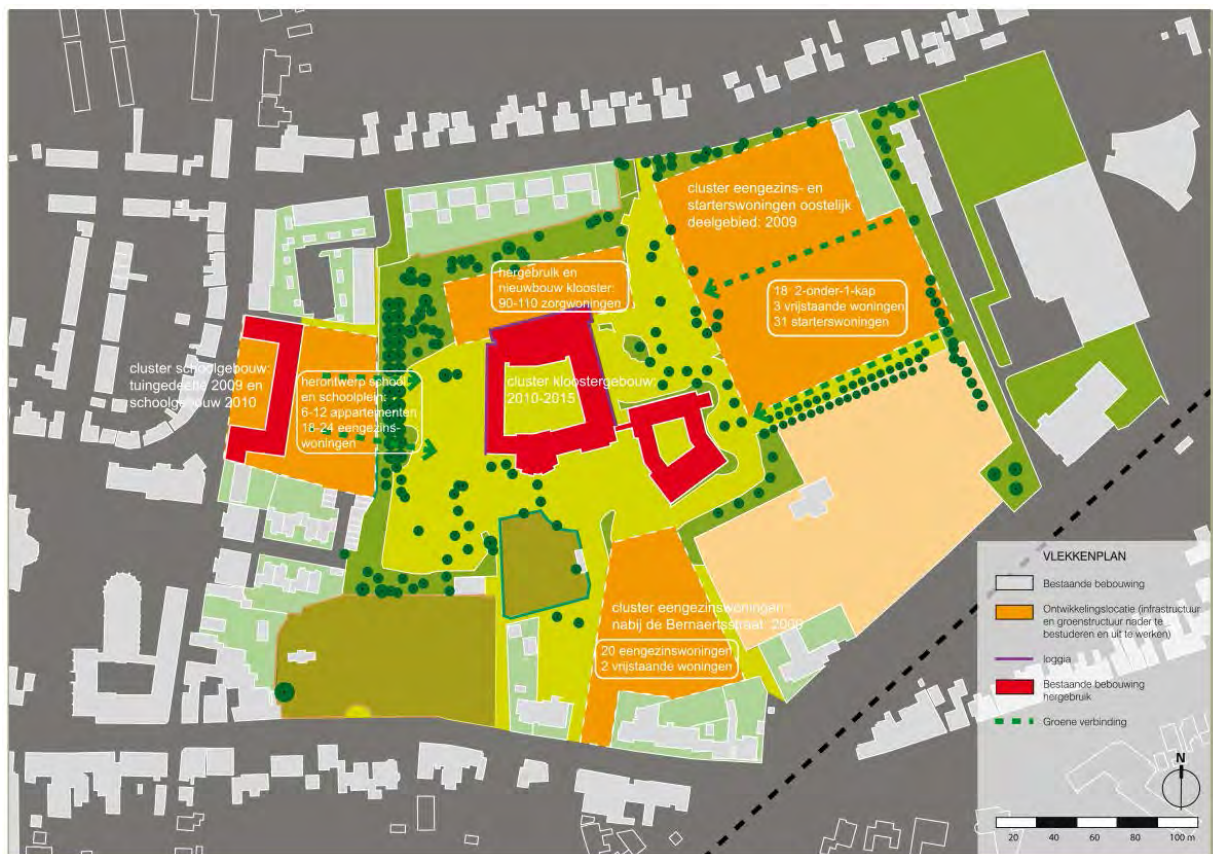 cluster eengezins- en
starterswoningen oostelijk
deelgebied: 2009
hergebruik en
nieuwbouw klooster:
90-110 zorgwoningen
18 2-onder-1-kap
3 vrijstaande woningen
31 starterswoningen
cluster schoolgebouw:
tuingedeelte 2009 en
schoolgebouw 2010
herontwerp school
en schoolplein:
6-12 appartementen
18-24 eengezins-
woningen
cluster kloostergebouw:
2010-2015
cluster eengezinswoningen
nabij de Bernaertsstraat: 2008
20 eengezinswoningen
2 vrijstaande woningen
VLEKKENPLAN
Bestaande bebouwing
Ontwikkelingslocatie (infrastructuur
en groenstructuur nader te
bestuderen en uit te werken)
loggia
Bestaande bebouwing
hergebruik
Groene verbinding
N
20 40 60 80 100 m